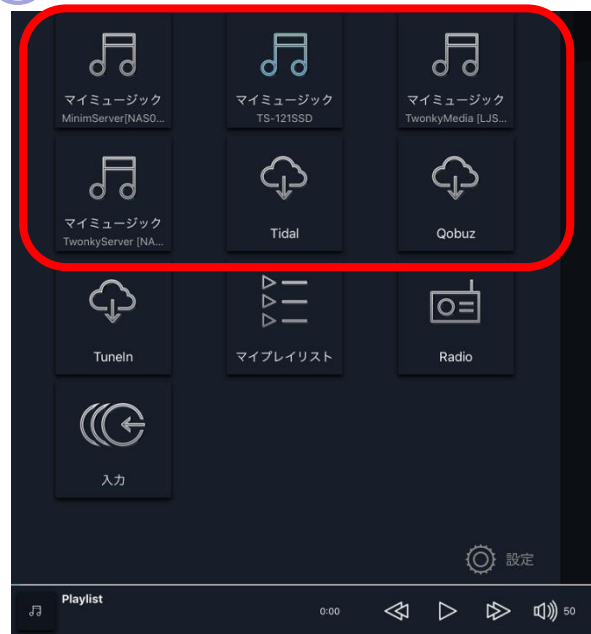 マイミュージック
MinimServer[NAS0...
マイミュージック
TS-121SSD
マイミュージック
TwonkyMedia [LJS...
マイミュージック
TwonkyServer [NA...
Tidal
Qobuz
TuneIn
マイプレイリスト
Radio
入力
設定
Playlist
0:00
50